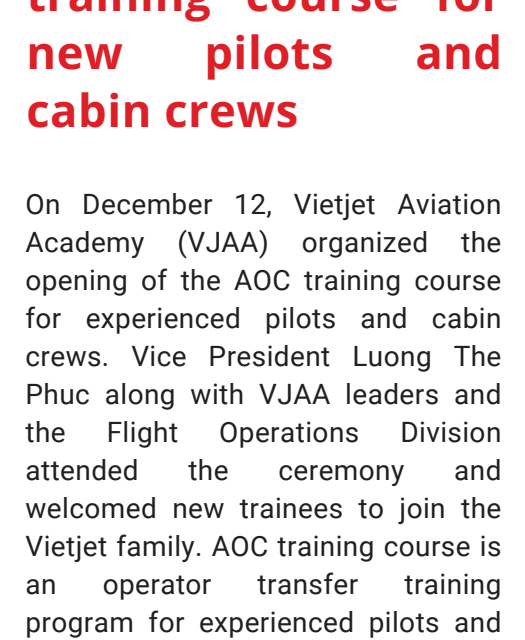 training course for
new pilots and
cabin crews
On December 12, Vietjet Aviation
Academy (VJAA) organized the
opening of the AOC training course
for experienced pilots and cabin
crews. Vice President Luong The
Phuc along with VJAA leaders and
the Flight Operations Division
attended the ceremony and
welcomed new trainees to join the
Vietjet family. AOC training course is
an operator transfer training
program for experienced pilots and